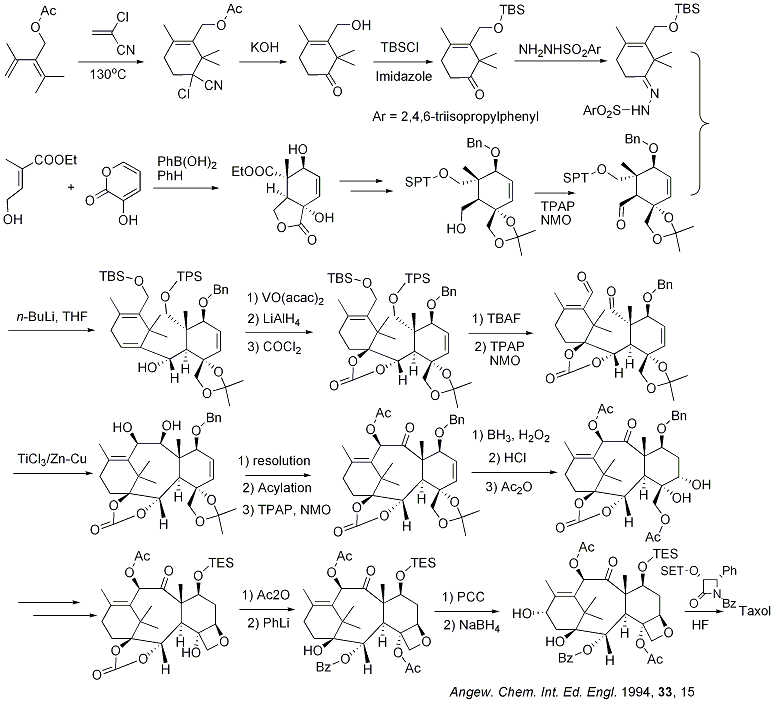 Ac
O
Cl
CN
130ºC
Ac
O
Cl
CN
KOH
OH
O
TBSCl
Imidazole
TBS
O
O
NH2NHSO2Ar
TBS
O
N
ArO2S-HN
Ar = 2,4,6-triisopropylphenyl
COOEt
OH
+
O
O
OH
PhB(OH)2
PhH
OH
EtOOC
OH
O
O
Bn
O
SPT
O
HO
O
O
TPAP
NMO
Bn
O
SPT
O
O
O
O
n-BuLi, THF
TBS
O
TPS
O
Bn
O
HO
H
H
O
O
1) VO(acac)2
2) LiAlH4
3) COCl2
TBS
O
TPS
O
Bn
O
O
O
O
H
H
O
O
1) TBAF
2) TPAP
NMO
O
O
Bn
O
O
O
O
H
H
O
O
TiCl3/Zn-Cu
HO
OH
Bn
O
O
O
O
H
H
O
O
1) resolution
2) Acylation
3) TPAP, NMO
Ac
O
O
Bn
O
O
O
O
H
H
O
O
1) BH3, H2O2
2) HCl
3) Ac2O
Ac
O
O
Bn
O
OH
O
O
O
H
H
OH
O
Ac
Ac
O
O
TES
O
O
O
O
H
H
HO
O
1) Ac2O
2) PhLi
Ac
O
O
TES
O
HO
Bz
O
H
H
O
Ac
O
1) PCC
2) NaBH4
Ac
O
O
TES
O
HO
HO
Bz
O
H
H
O
Ac
O
SET-O
Ph
O
N
Bz
HF
Taxol
Angew. Chem. Int. Ed. Engl. 1994, 33, 15